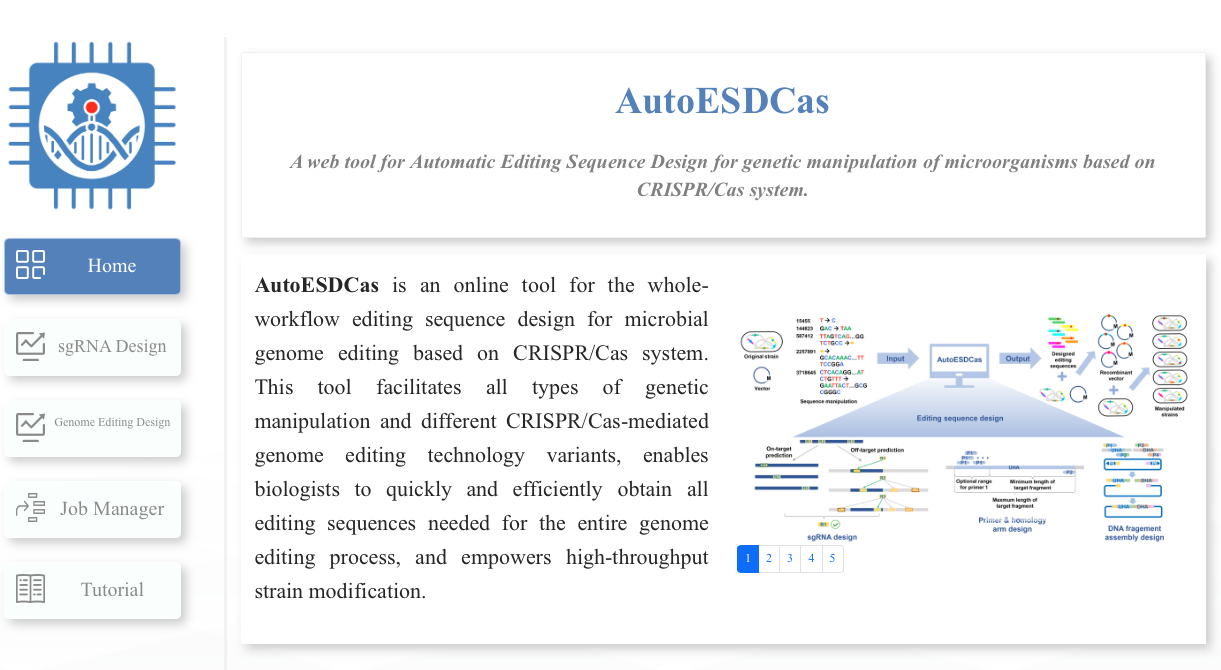 AutoESDCas
A web tool for Automatic Editing Sequence Design for genetic manipulation of microorganisms based on
CRISPR/Cas system.
Home
sgRNA Design
Genome Editing Design
Job Manager
Tutorial
AutoESDCas is an online tool for the whole-
workflow editing sequence design for microbial
genome editing based on CRISPR/Cas system.
This tool facilitates all types of genetic
manipulation and different CRISPR/Cas-mediated
genome editing technology variants, enables
biologists to quickly and efficiently obtain all
editing sequences needed for the entire genome
editing process, and empowers high-throughput
strain modification.
Original strain
Vector
15455 T → C
144823 GAC → TAA
587412 TTAGTCAG...GG
TCTGCC → -
2257891 - →
GCACAAAC...TT
TCCGGA
3718645 CTCACAGG...AT
CTGTTT →
GAATTACT...GCG
CGGGC
Sequence manipulation
Input
AutoESDCas
Output
Designed
editing
sequences
Recombinant
vector
Manipulated
strains
Editing sequence design
On-target
prediction
Off-target prediction
sgRNA design
UHA
Optional range
for primer 1
Minimum length of
target fragment
Maxmum length of
target fragment
Primer & homology
arm design
UHA DHA
UHA DHA
UHA DHA
DNA fragement
assembly design
1 2 3 4 5